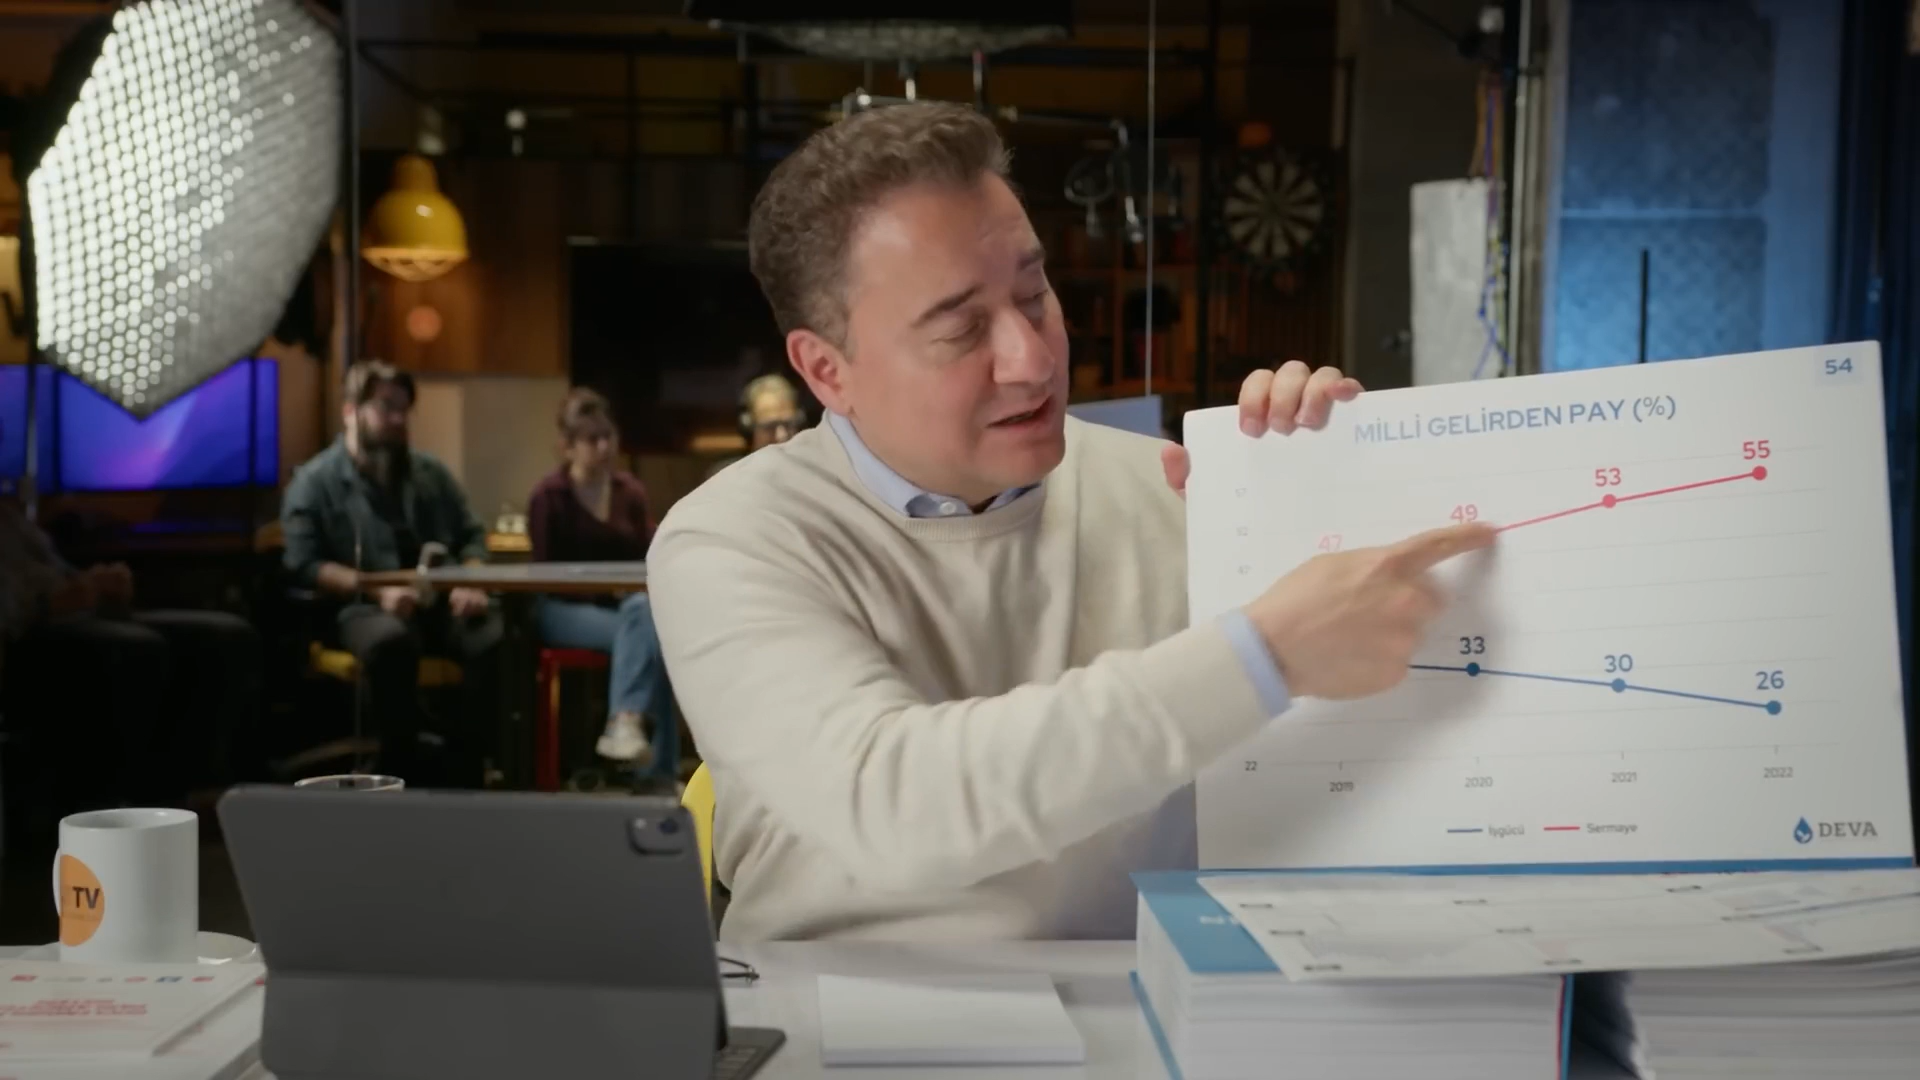 54
MİLLİ GELİRDEN PAY (%)
55
53
49
47
33
30
26
22
2019
2020
2021
2022
İşgücü
Sermaye
DEVA
TV